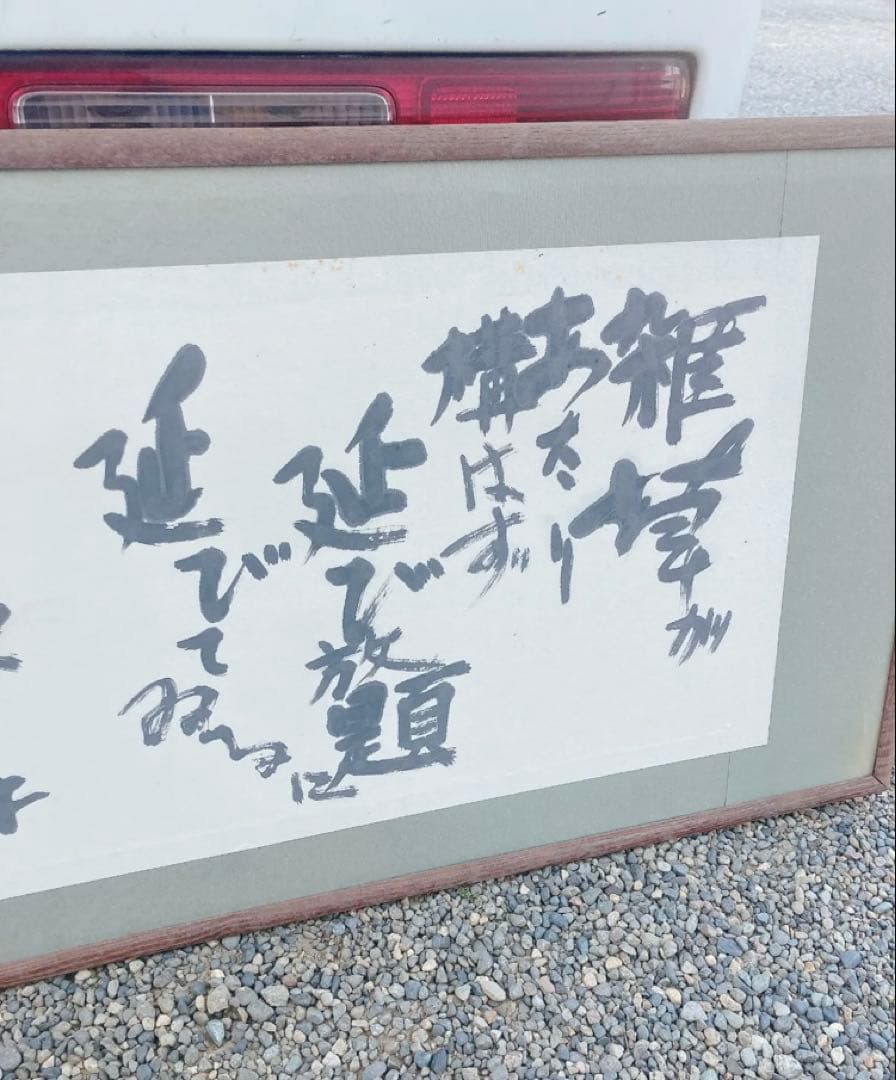 雑草が
あたり
構はず
延び放題に
延びてゐる